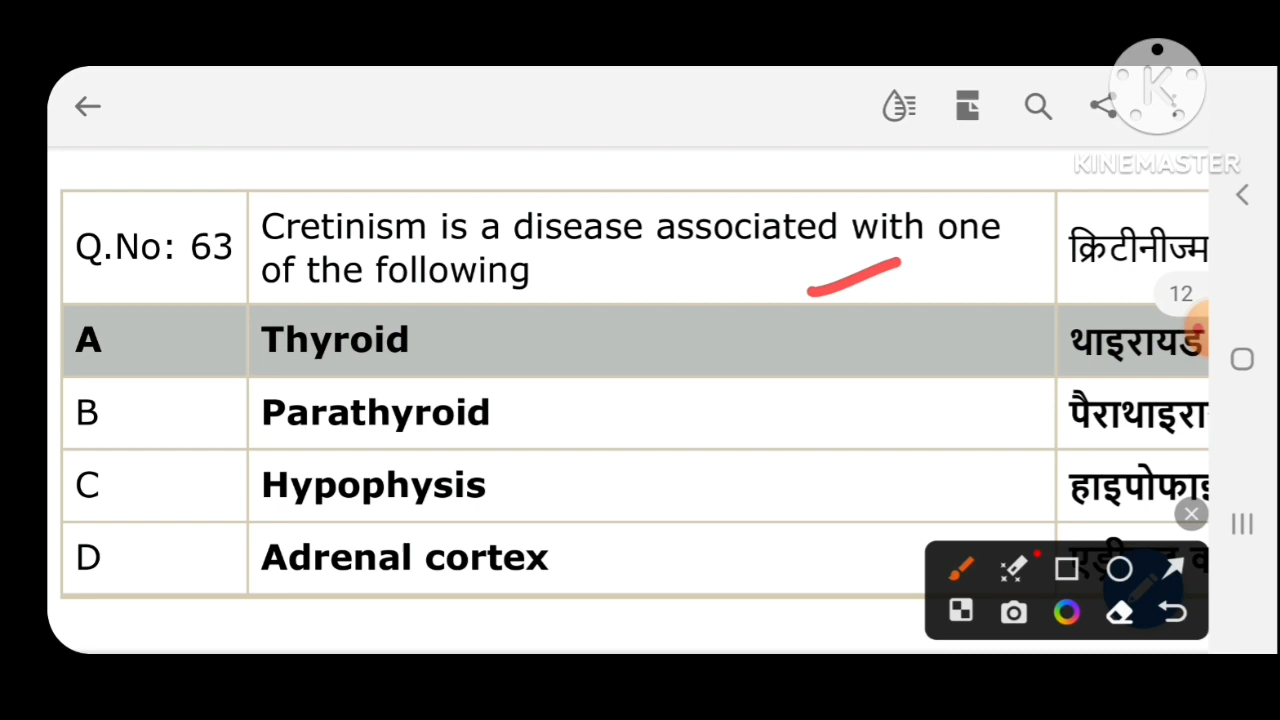 KINEMASTER
Q.No: 63
Cretinism is a disease associated with one
of the following
क्रिटीनीज्म
12
A
Thyroid
थाइरायड
B
Parathyroid
C
Hypophysis
D
Adrenal cortex